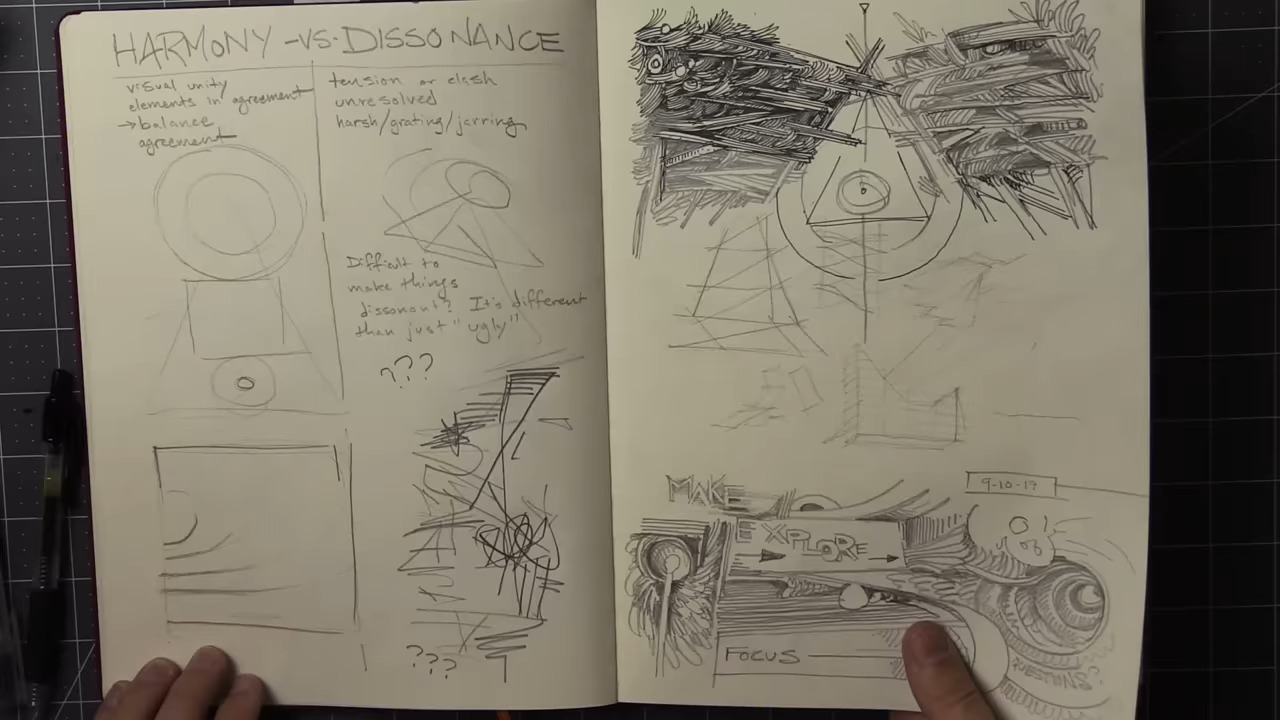 HARMONY -VS- DISSONANCE
visual unity
elements in agreement
→ balance
agreement
tension or clash
unresolved
harsh/grating/jarring
Difficult to
make things
dissonant? It's different
than just "ugly"
???
???
MAKE
9-10-17
EXPLORE
FOCUS
QUESTIONS?